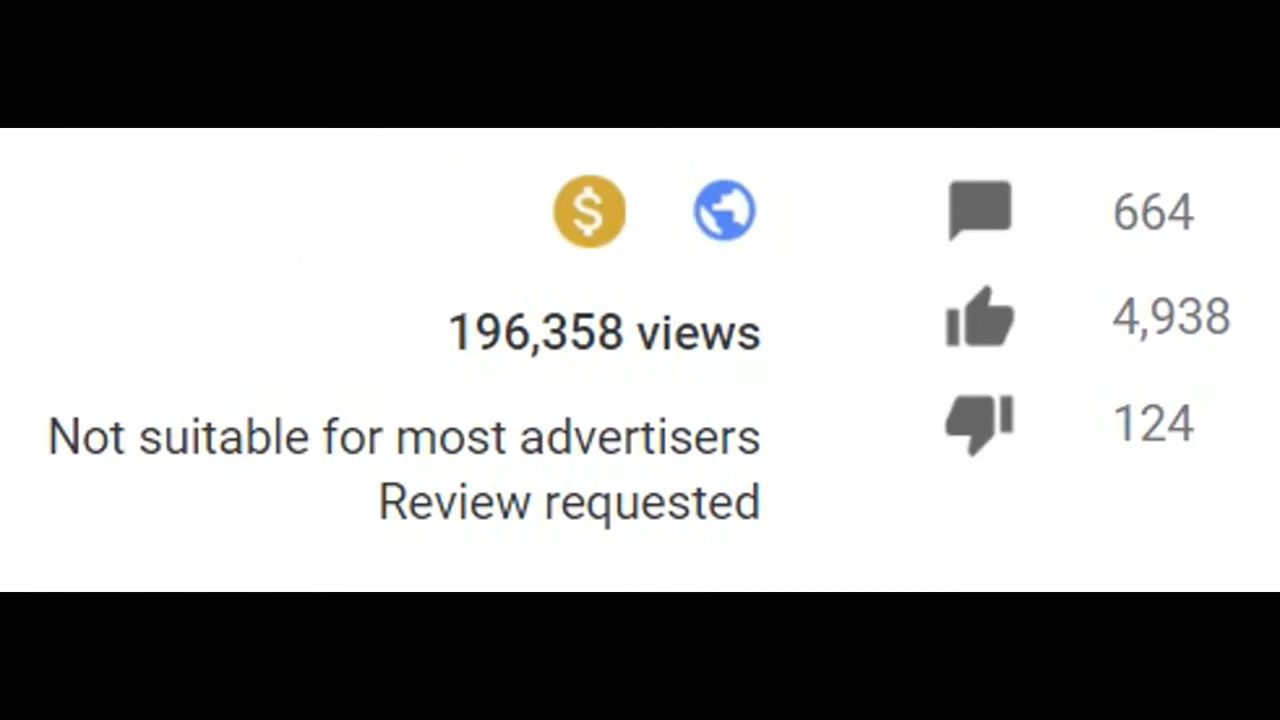 196,358 views
Not suitable for most advertisers
Review requested
664
4,938
124